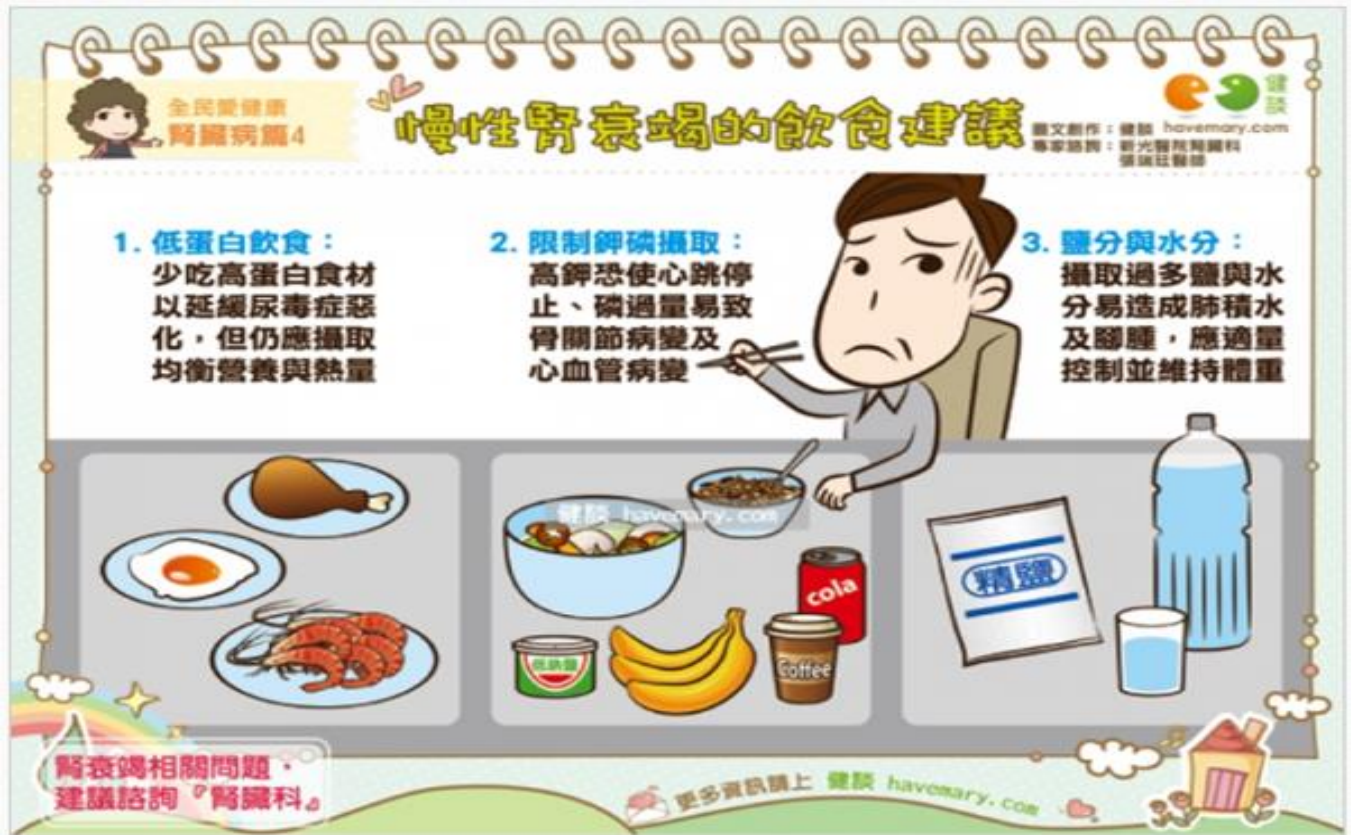 全民愛健康
腎臟病篇4
慢性腎衰竭的飲食建議
健談
havemary.com
圖文創作：健談
專家諮詢：新光醫院腎臟科
張瑞廷醫師
1. 低蛋白飲食：
少吃高蛋白食材
以延緩尿毒症惡
化，但仍應攝取
均衡營養與熱量
2. 限制鉀磷攝取：
高鉀恐使心跳停
止、磷過量易致
骨關節病變及
心血管病變
3. 鹽分與水分：
攝取過多鹽與水
分易造成肺積水
及腳腫，應適量
控制並維持體重
健談 havemary.com
cola
Coffee
低鈉鹽
精鹽
腎衰竭相關問題，
建議諮詢『腎臟科』
更多資訊請上 健談 havemary.com